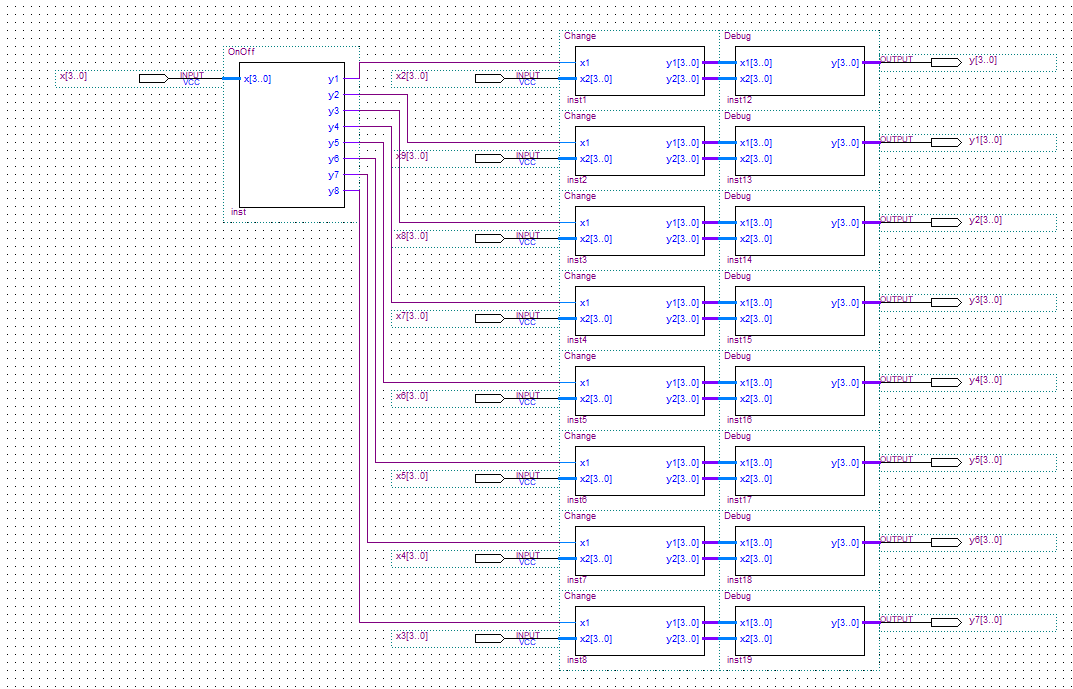 OnOff
x[3..0] INPUT VCC
x[3..0] y1
y2
y3
y4
y5
y6
y7
y8
inst
Change Debug
x2[3..0] INPUT VCC
x1 y1[3..0] x1[3..0] y[3..0] OUTPUT y[3..0]
x2[3..0] y2[3..0] x2[3..0]
inst1 inst12
Change Debug
x9[3..0] INPUT VCC
x1 y1[3..0] x1[3..0] y[3..0] OUTPUT y1[3..0]
x2[3..0] y2[3..0] x2[3..0]
inst2 inst13
Change Debug
x8[3..0] INPUT VCC
x1 y1[3..0] x1[3..0] y[3..0] OUTPUT y2[3..0]
x2[3..0] y2[3..0] x2[3..0]
inst3 inst14
Change Debug
x7[3..0] INPUT VCC
x1 y1[3..0] x1[3..0] y[3..0] OUTPUT y3[3..0]
x2[3..0] y2[3..0] x2[3..0]
inst4 inst15
Change Debug
x6[3..0] INPUT VCC
x1 y1[3..0] x1[3..0] y[3..0] OUTPUT y4[3..0]
x2[3..0] y2[3..0] x2[3..0]
inst5 inst16
Change Debug
x5[3..0] INPUT VCC
x1 y1[3..0] x1[3..0] y[3..0] OUTPUT y5[3..0]
x2[3..0] y2[3..0] x2[3..0]
inst6 inst17
Change Debug
x4[3..0] INPUT VCC
x1 y1[3..0] x1[3..0] y[3..0] OUTPUT y6[3..0]
x2[3..0] y2[3..0] x2[3..0]
inst7 inst18
Change Debug
x3[3..0] INPUT VCC
x1 y1[3..0] x1[3..0] y[3..0] OUTPUT y7[3..0]
x2[3..0] y2[3..0] x2[3..0]
inst8 inst19